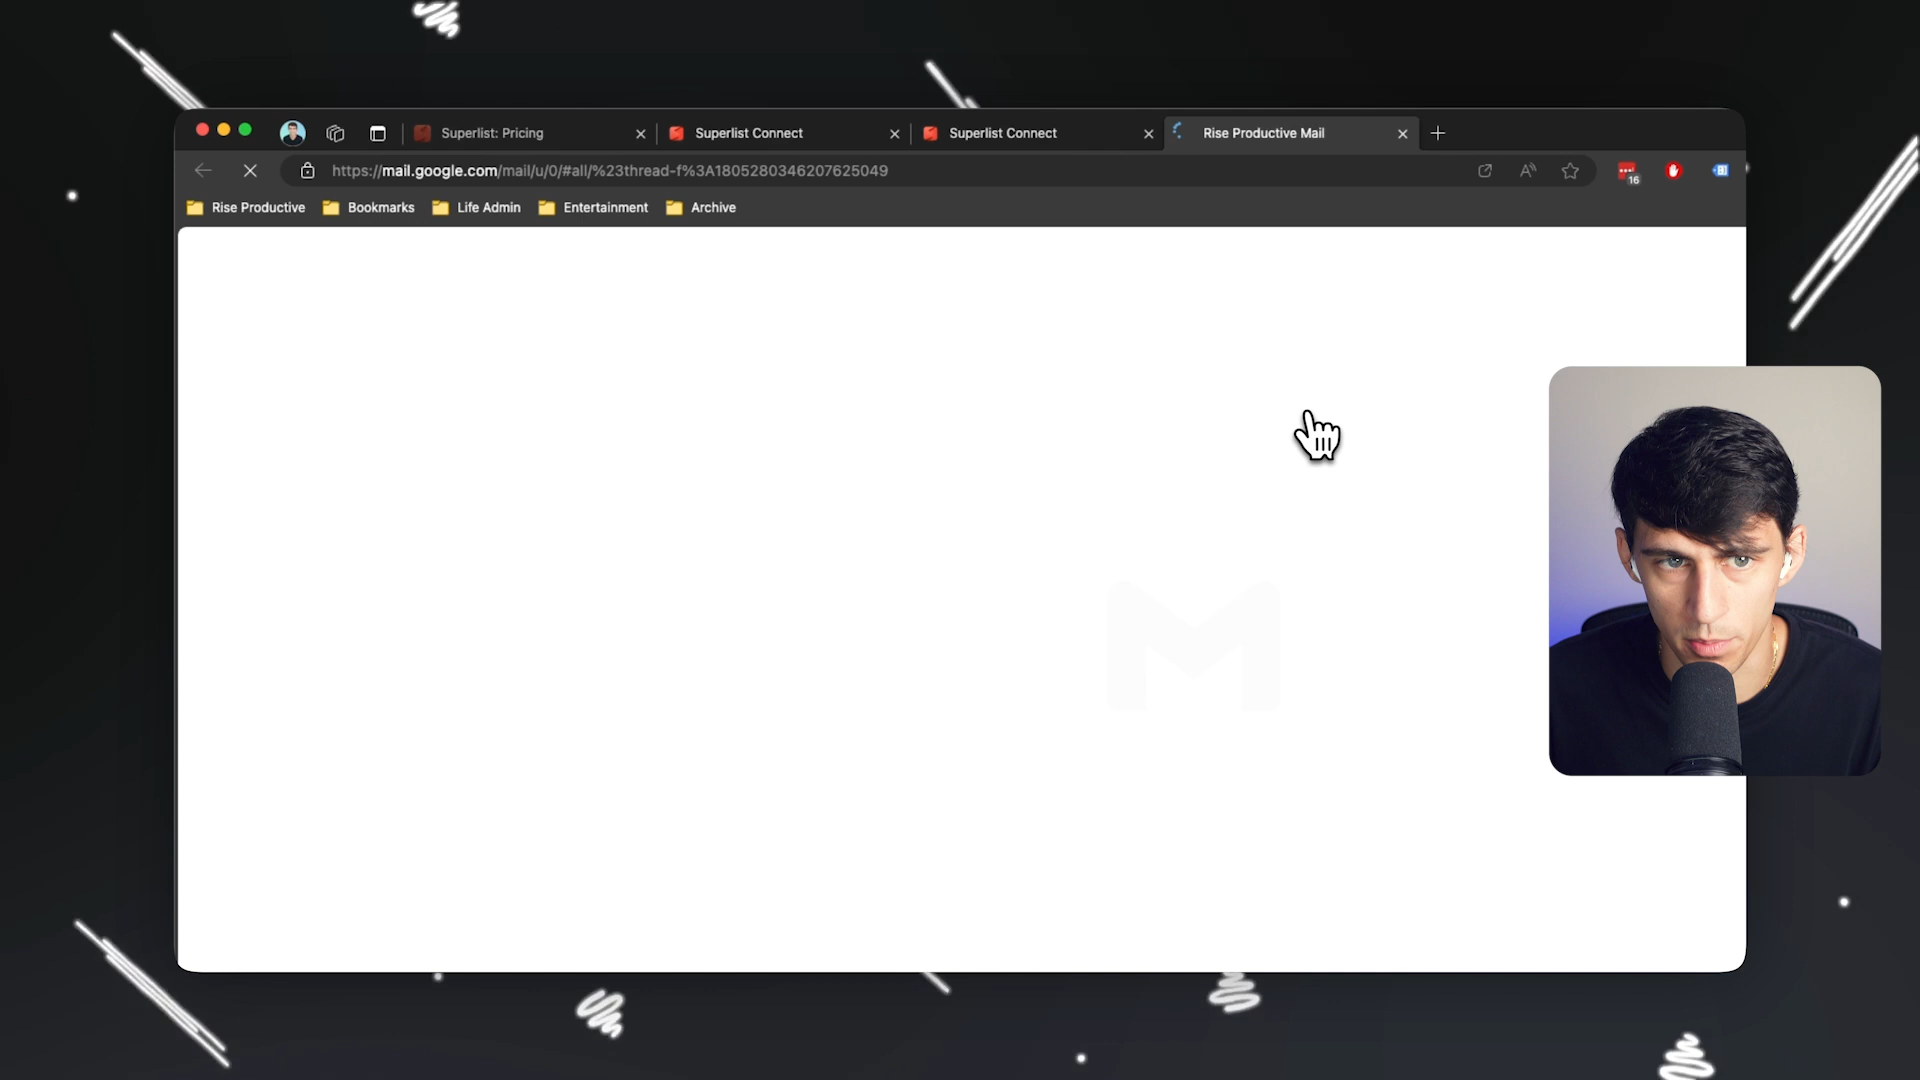 Superlist: Pricing
Superlist Connect
Superlist Connect
Rise Productive Mail
https://mail.google.com/mail/u/0/#all/%23thread-f%3A1805280346207625049
16
Rise Productive
Bookmarks
Life Admin
Entertainment
Archive